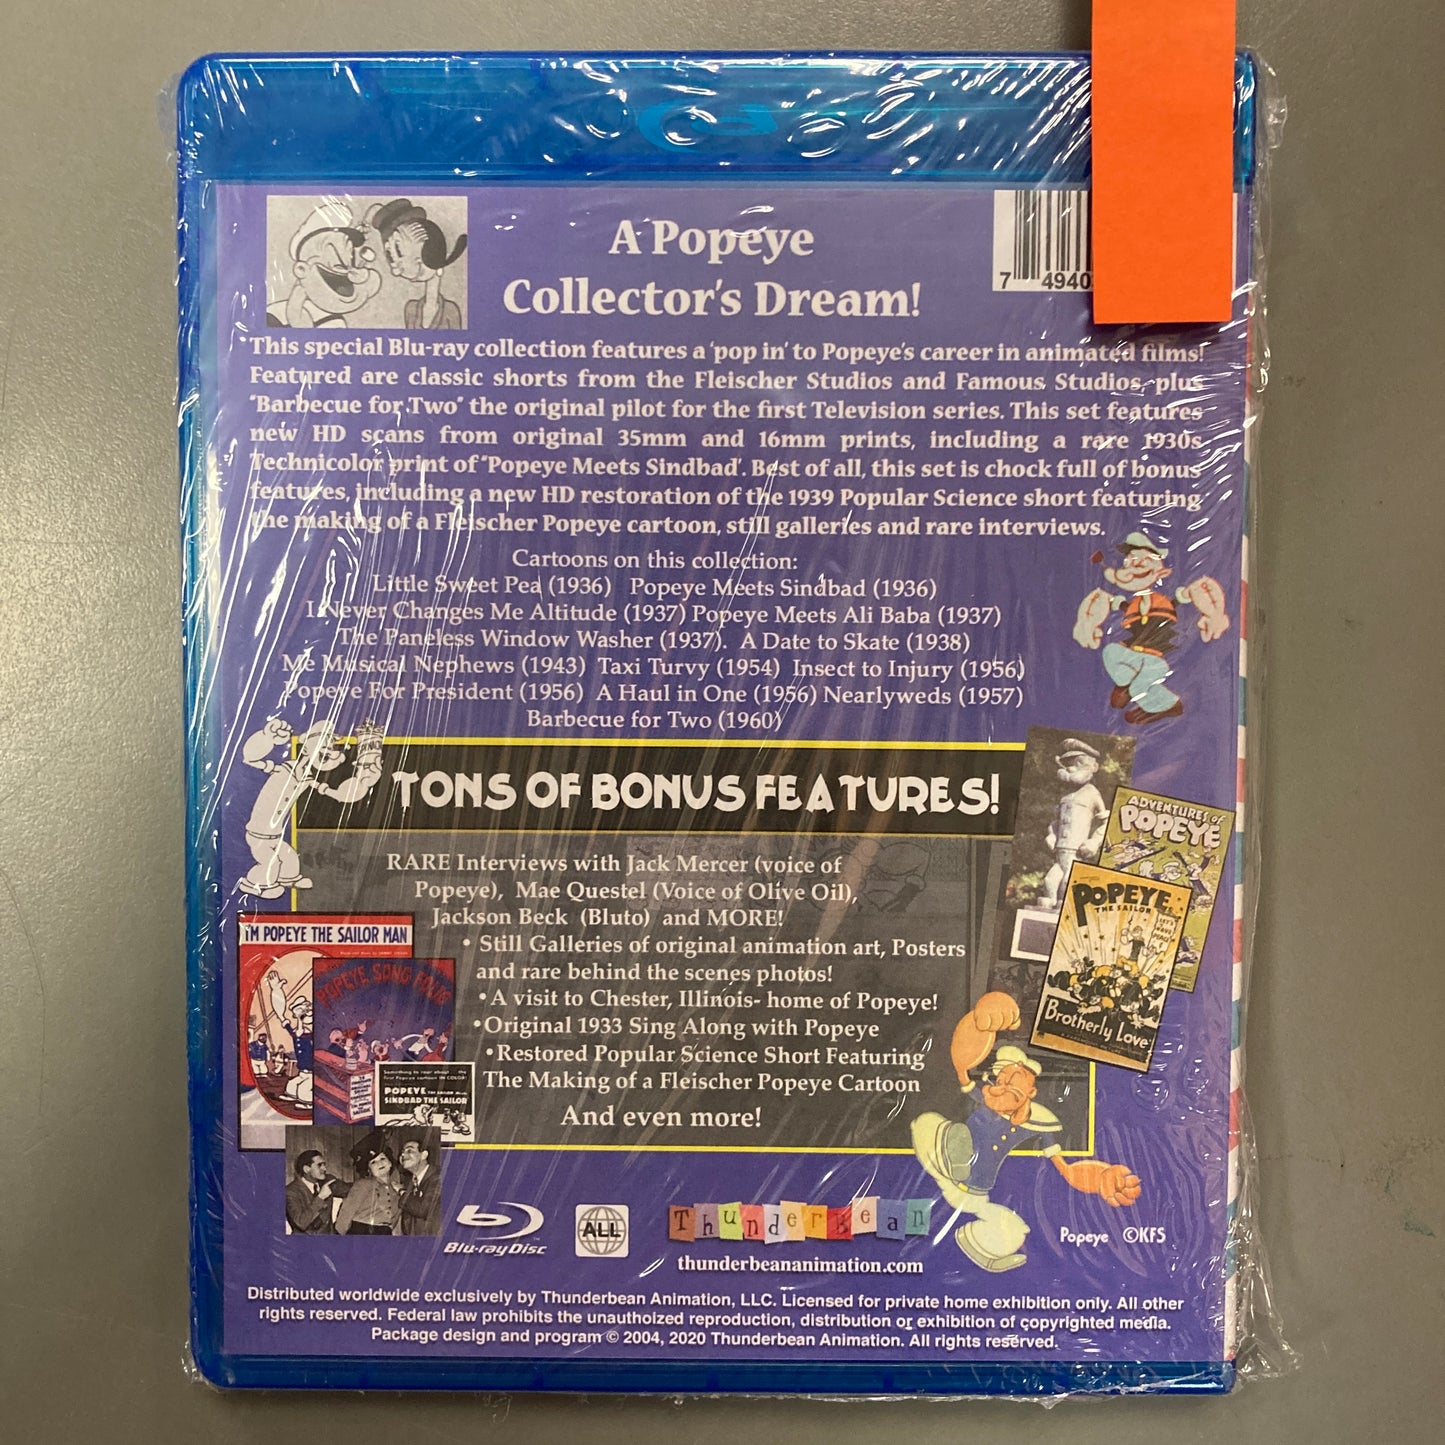 A Popeye
Collector's Dream!
7 4940
This special Blu-ray collection features a 'pop in' to Popeye's career in animated films!
Featured are classic shorts from the Fleischer Studios and Famous Studios, plus
"Barbecue for Two" the original pilot for the first Television series. This set features
new HD scans from original 35mm and 16mm prints, including a rare 1930s
Technicolor print of "Popeye Meets Sindbad'. Best of all, this set is chock full of bonus
features, including a new HD restoration of the 1939 Popular Science short featuring
the making of a Fleischer Popeye cartoon, still galleries and rare interviews.
Cartoons on this collection:
Little Sweet Pea (1936) Popeye Meets Sindbad (1936)
I Never Changes Me Altitude (1937) Popeye Meets Ali Baba (1937)
The Paneless Window Washer (1937). A Date to Skate (1938)
Me Musical Nephews (1943) Taxi Turvy (1954) Insect to Injury (1956)
Popeye For President (1956) A Haul in One (1956) Nearlyweds (1957)
Barbecue for Two (1960)
TONS OF BONUS FEATURES!
RARE Interviews with Jack Mercer (voice of
Popeye), Mae Questel (Voice of Olive Oil),
Jackson Beck (Bluto) and MORE!
• Still Galleries of original animation art, Posters
and rare behind the scenes photos!
• A visit to Chester, Illinois- home of Popeye!
• Original 1933 Sing Along with Popeye
• Restored Popular Science Short Featuring
The Making of a Fleischer Popeye Cartoon
And even more!
I'M POPEYE THE SAILOR MAN
POPEYE SONG FOLIO
Something to roar about the
first Popeye cartoon IN COLOR!
POPEYE THE SAILOR Meets
SINDBAD THE SAILOR
ADVENTURES of
POPEYE
POPEYE
THE SAILOR
Brotherly Love
Blu-ray Disc
ALL
ThunderBean
thunderbeananimation.com
Popeye ©KFS
Distributed worldwide exclusively by Thunderbean Animation, LLC. Licensed for private home exhibition only. All other
rights reserved. Federal law prohibits the unauthoized reproduction, distribution or exhibition of copyrighted media.
Package design and program © 2004, 2020 Thunderbean Animation. All rights reserved.